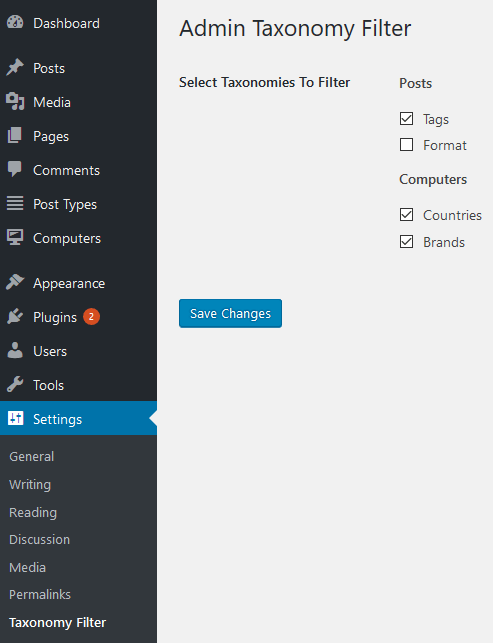 Dashboard
Posts
Media
Pages
Comments
Post Types
Computers
Appearance
Plugins 2
Users
Tools
Settings
General
Writing
Reading
Discussion
Media
Permalinks
Taxonomy Filter
Admin Taxonomy Filter
Select Taxonomies To Filter
Posts
Tags
Format
Computers
Countries
Brands
Save Changes